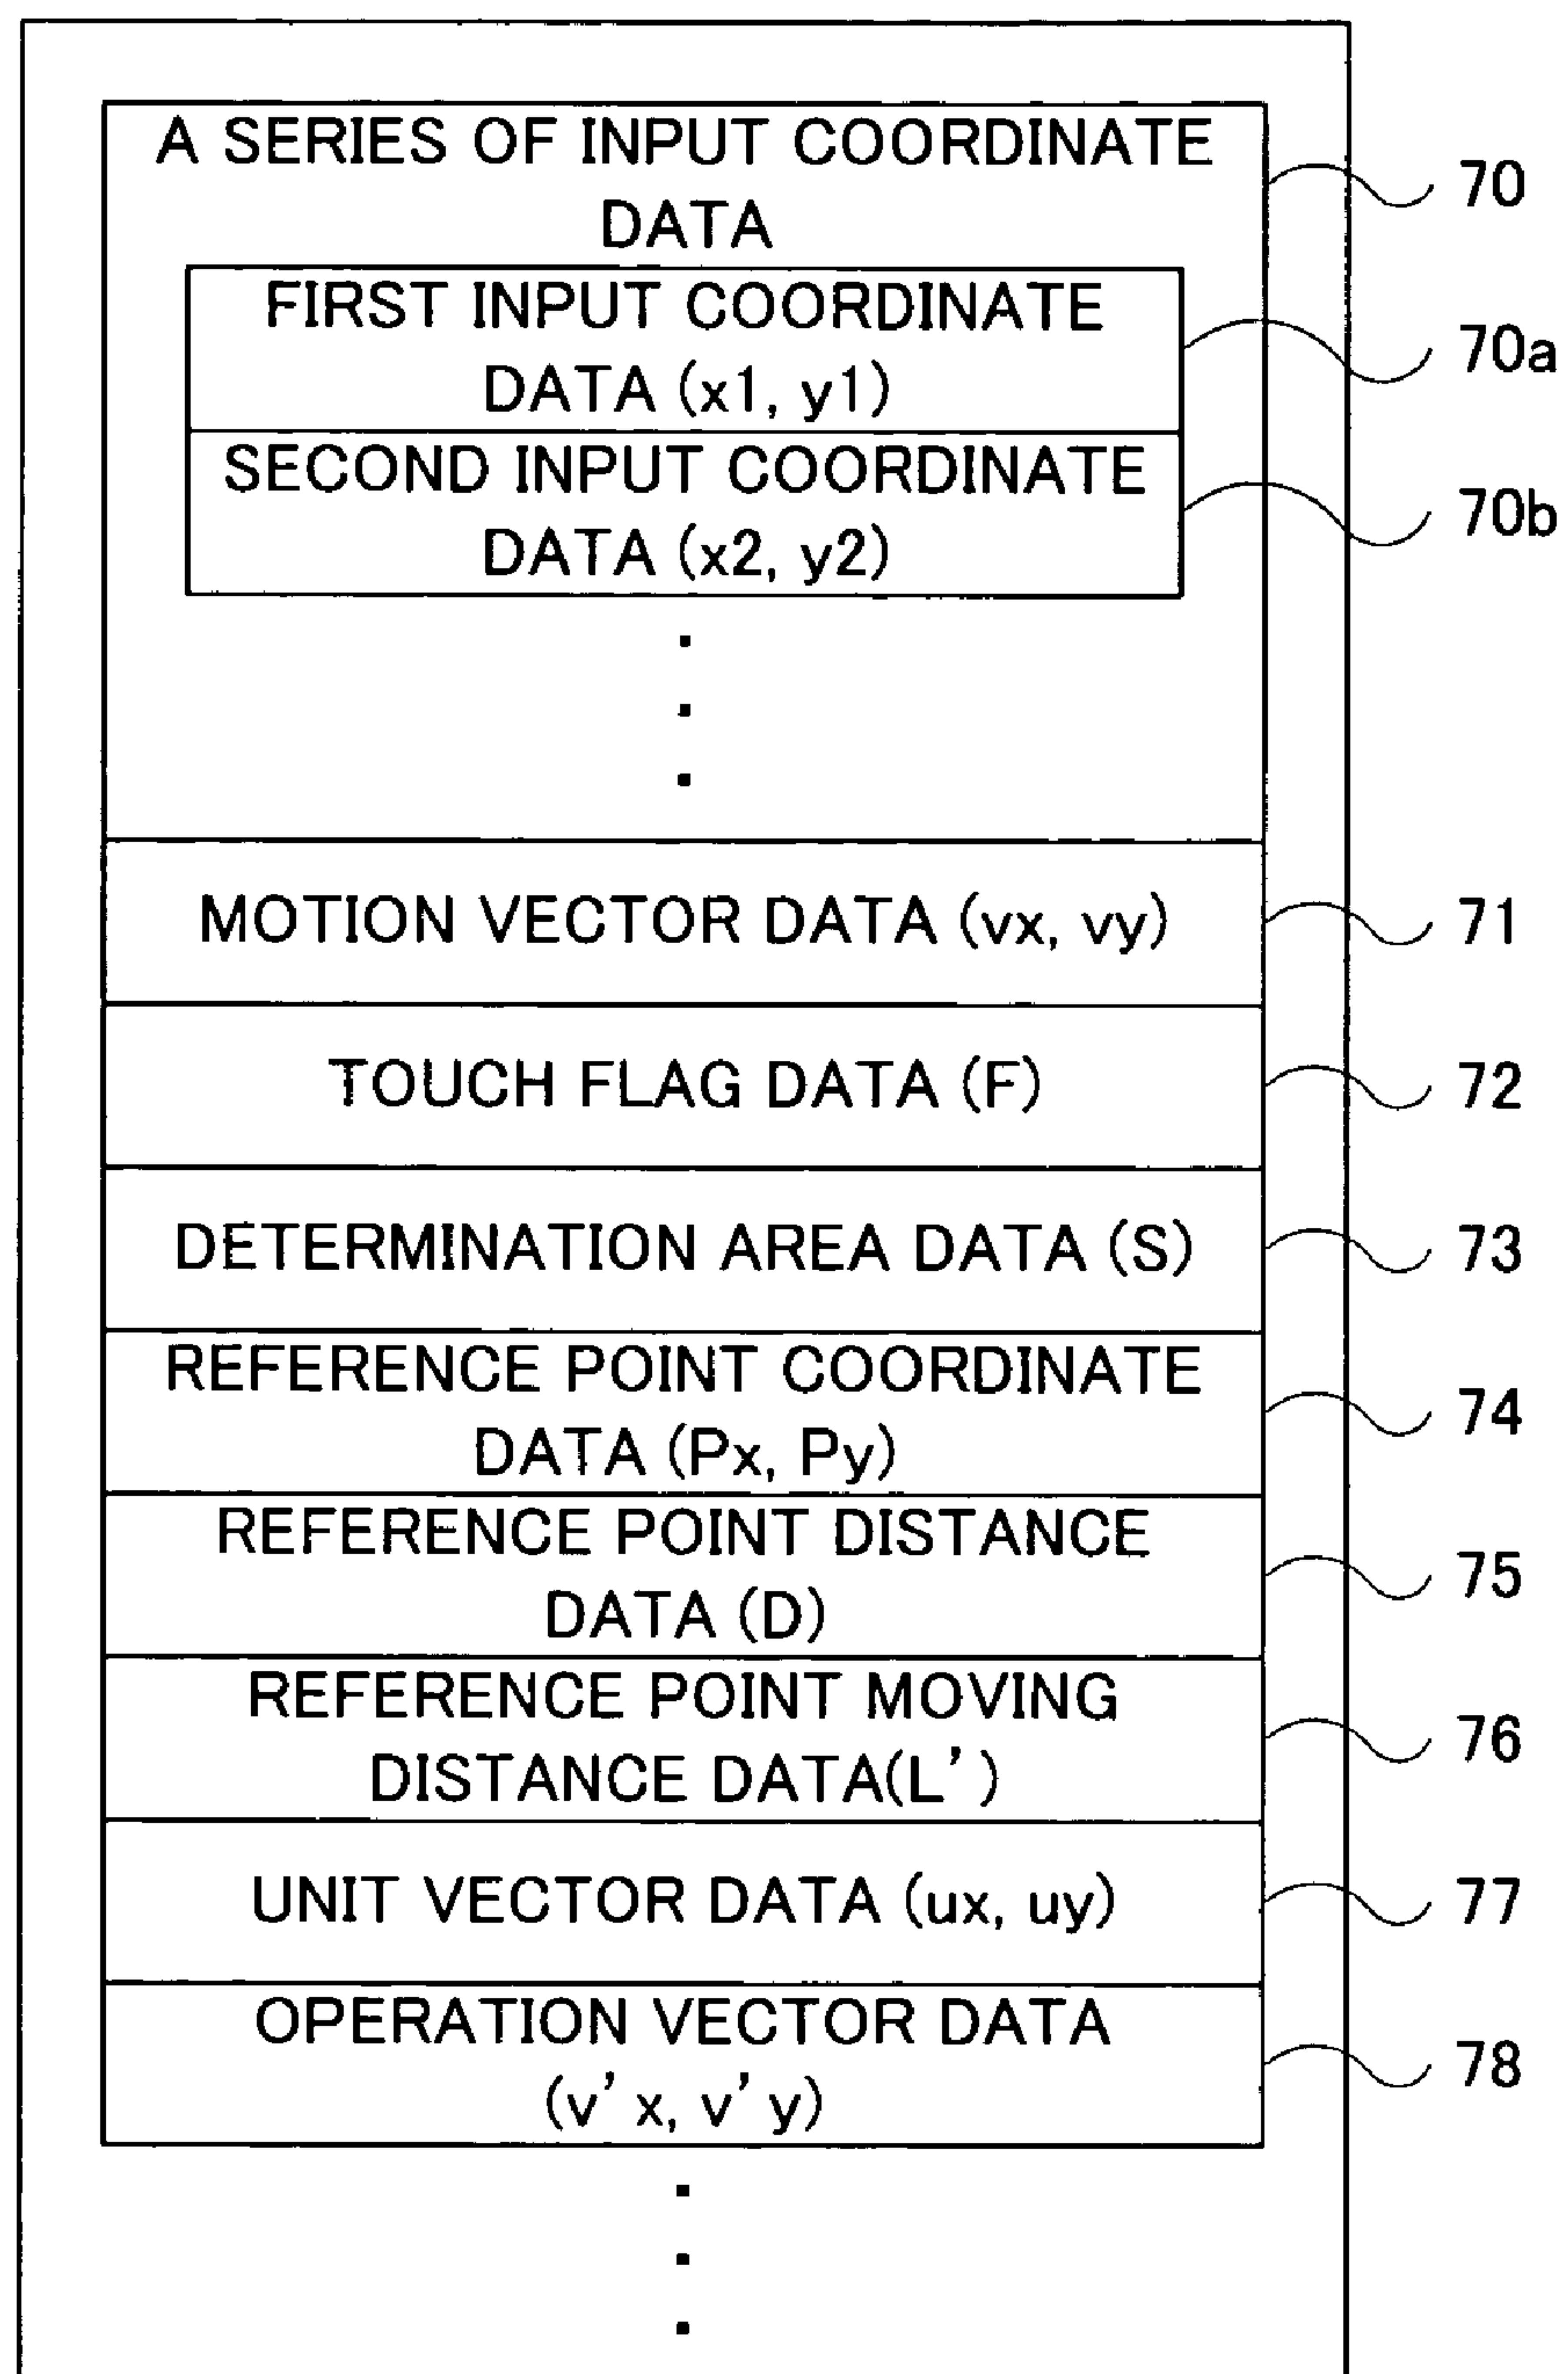 A SERIES OF INPUT COORDINATE
DATA
70
FIRST INPUT COORDINATE
DATA (x1, y1)
70a
SECOND INPUT COORDINATE
DATA (x2, y2)
70b
MOTION VECTOR DATA (vx, vy)
71
TOUCH FLAG DATA (F)
72
DETERMINATION AREA DATA (S)
73
REFERENCE POINT COORDINATE
DATA (Px, Py)
74
REFERENCE POINT DISTANCE
DATA (D)
75
REFERENCE POINT MOVING
DISTANCE DATA(L')
76
UNIT VECTOR DATA (ux, uy)
77
OPERATION VECTOR DATA
(v' x, v' y)
78